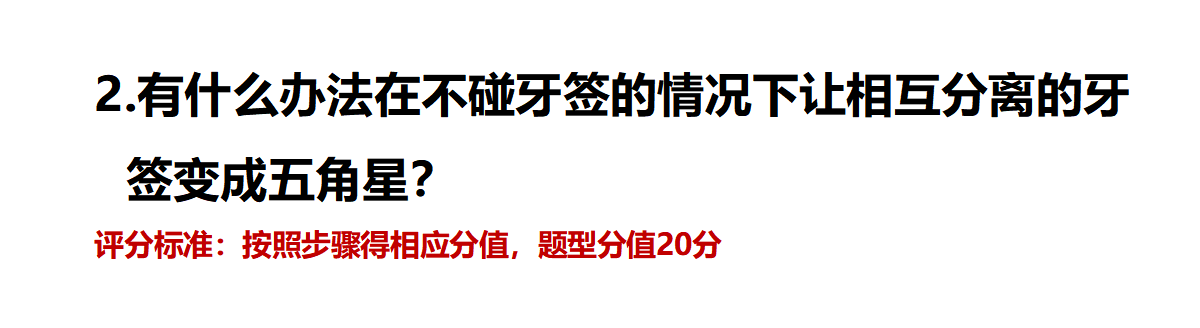 2.有什么办法在不碰牙签的情况下让相互分离的牙
签变成五角星？
评分标准：按照步骤得相应分值，题型分值20分